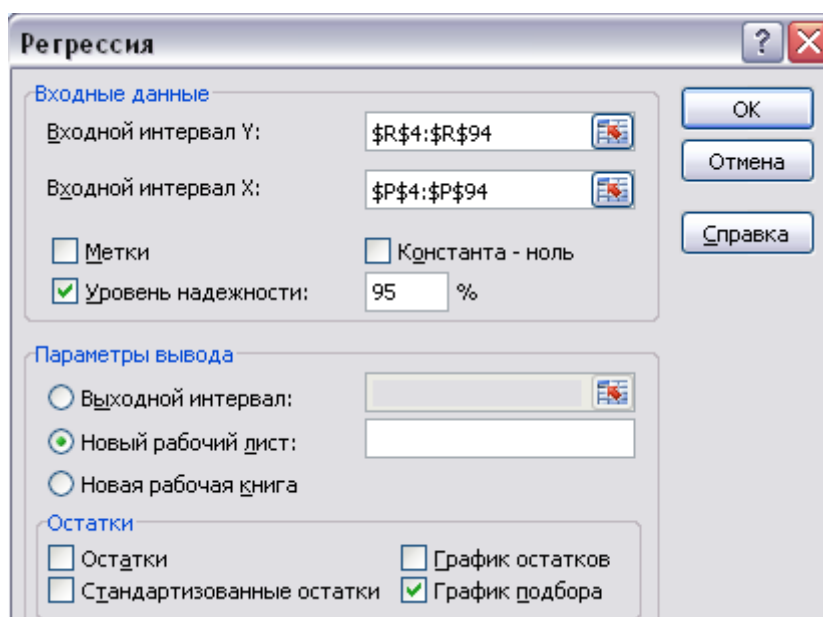 Регрессия
Входные данные
Входной интервал Y: $R$4:$R$94
Входной интервал X: $P$4:$P$94
Метки Константа - ноль
Уровень надежности: 95 %
OK
Отмена
Справка
Параметры вывода
Выходной интервал:
Новый рабочий лист:
Новая рабочая книга
Остатки
Остатки График остатков
Стандартизованные остатки График подбора